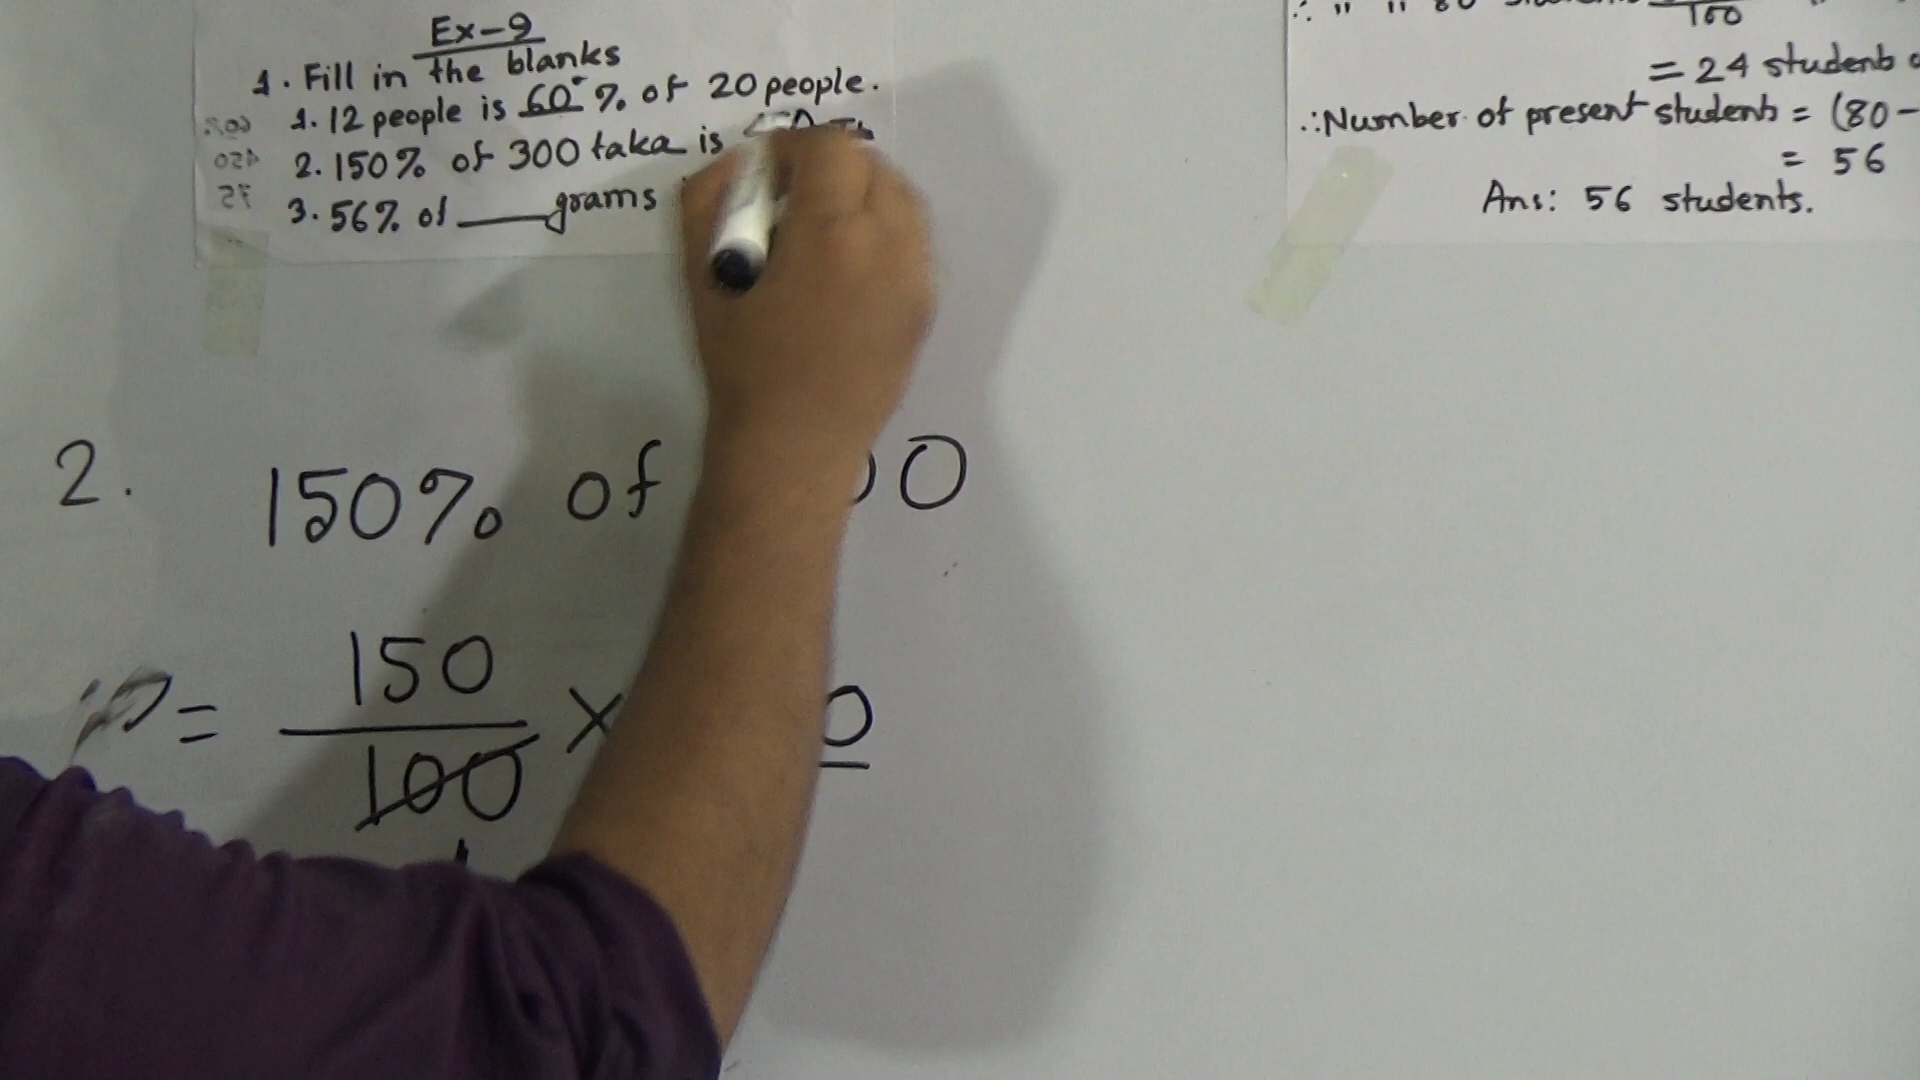 Ex-9
1. Fill in the blanks
1. 12 people is 60 % of 20 people.
2. 150% of 300 taka is
3. 56% of ____ grams
100
= 24 students
∴ Number of present students = (80 -
= 56
Ans: 56 students.
2. 150% of 00
= 150
100 × 0